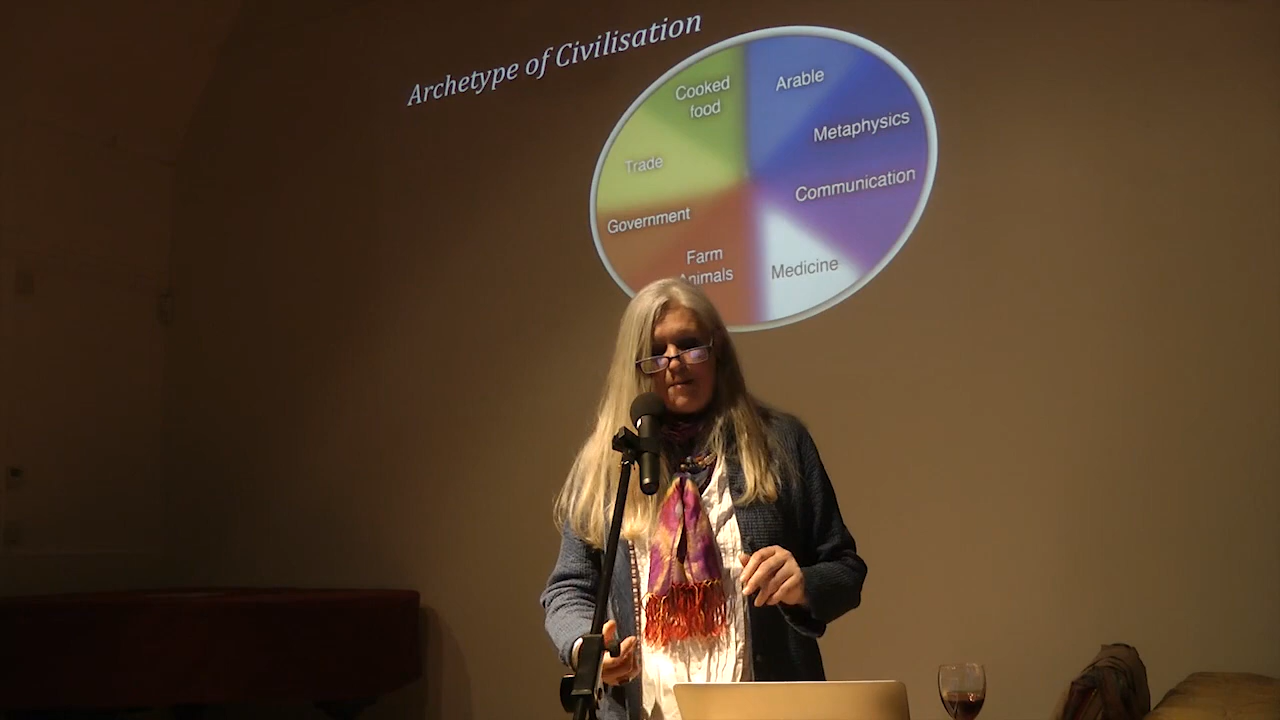 Archetype of Civilisation
Cooked
food
Arable
Metaphysics
Trade
Communication
Government
Farm
Animals
Medicine